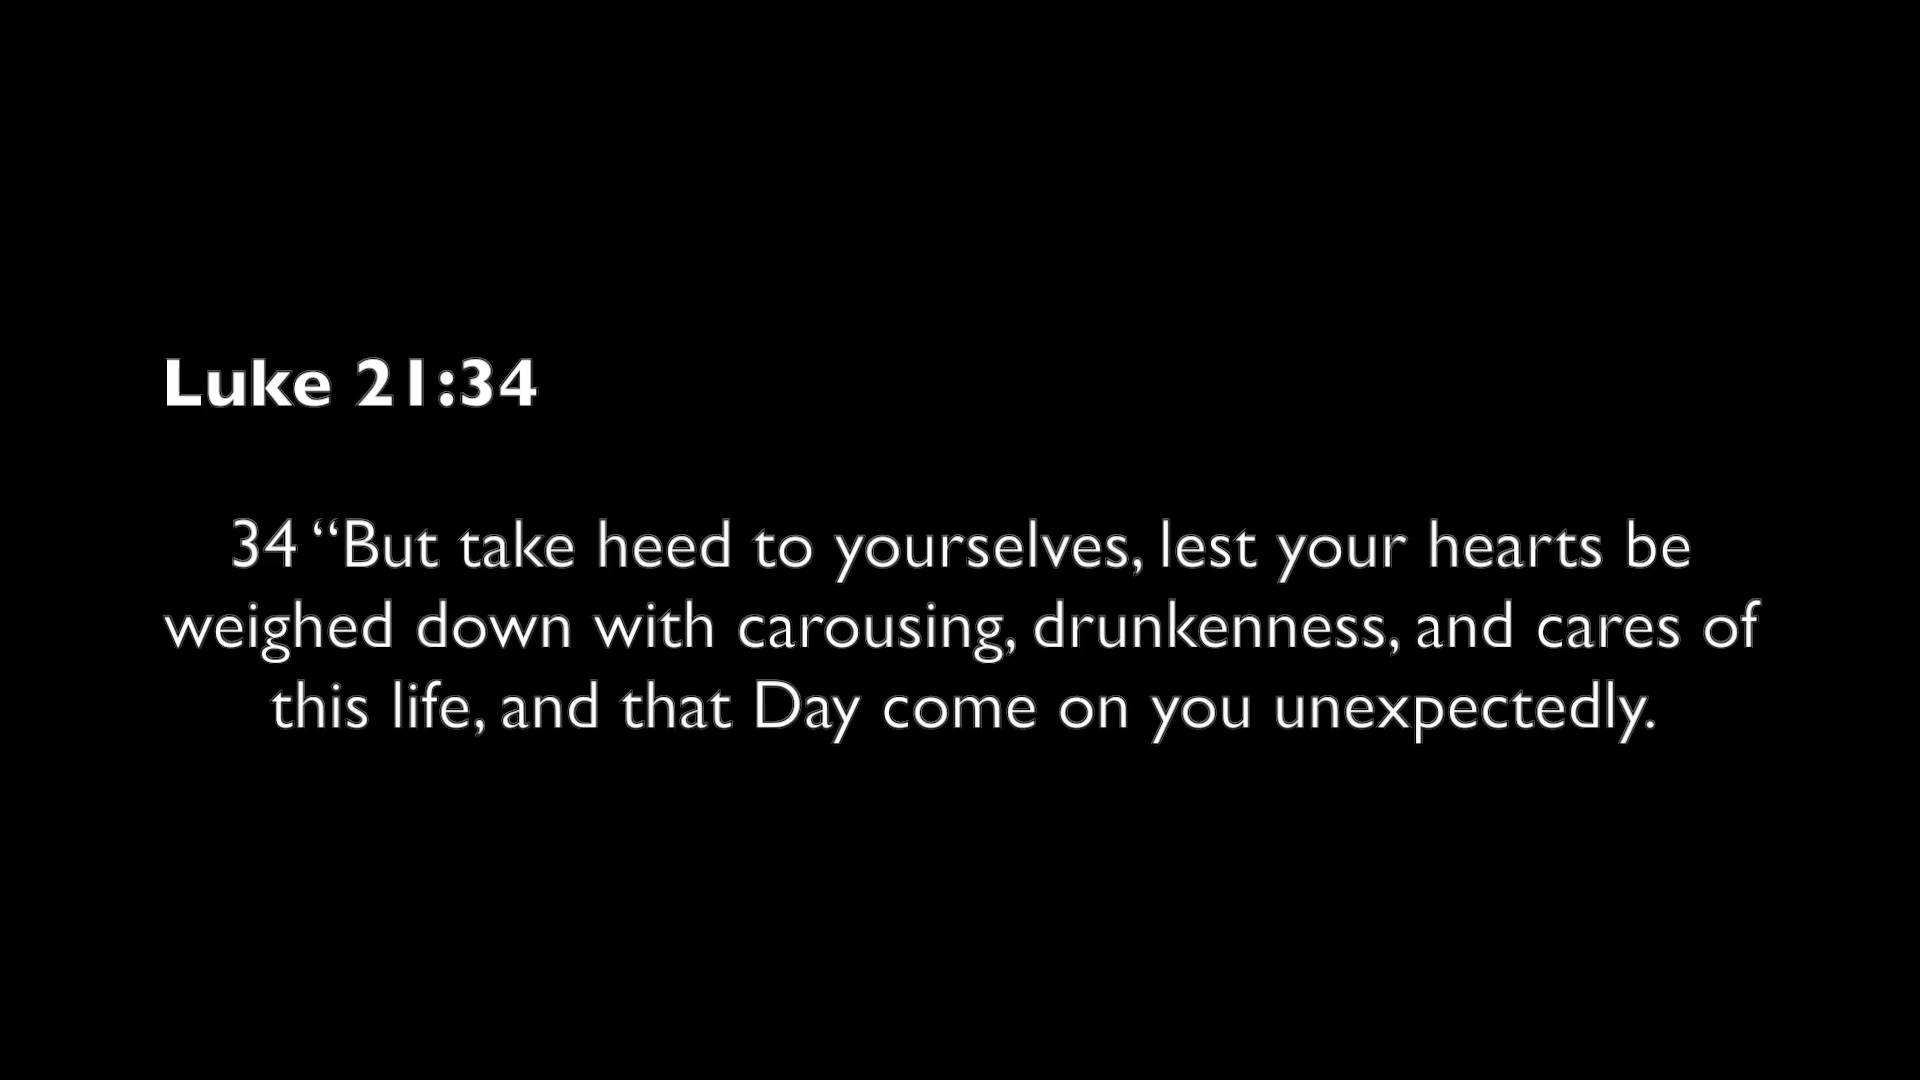 Luke 21:34
34 “But take heed to yourselves, lest your hearts be
weighed down with carousing, drunkenness, and cares of
this life, and that Day come on you unexpectedly.